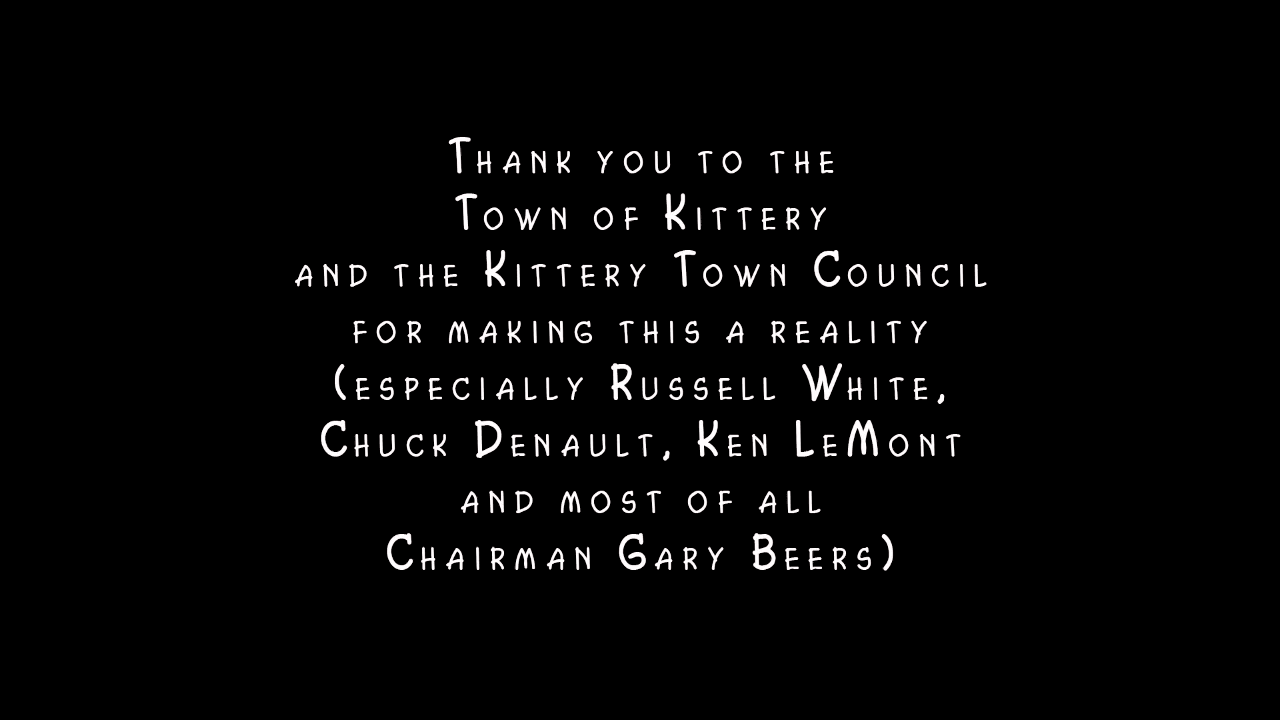 Thank you to the
Town of Kittery
and the Kittery Town Council
for making this a reality
(especially Russell White,
Chuck Denault, Ken LeMont
and most of all
Chairman Gary Beers)